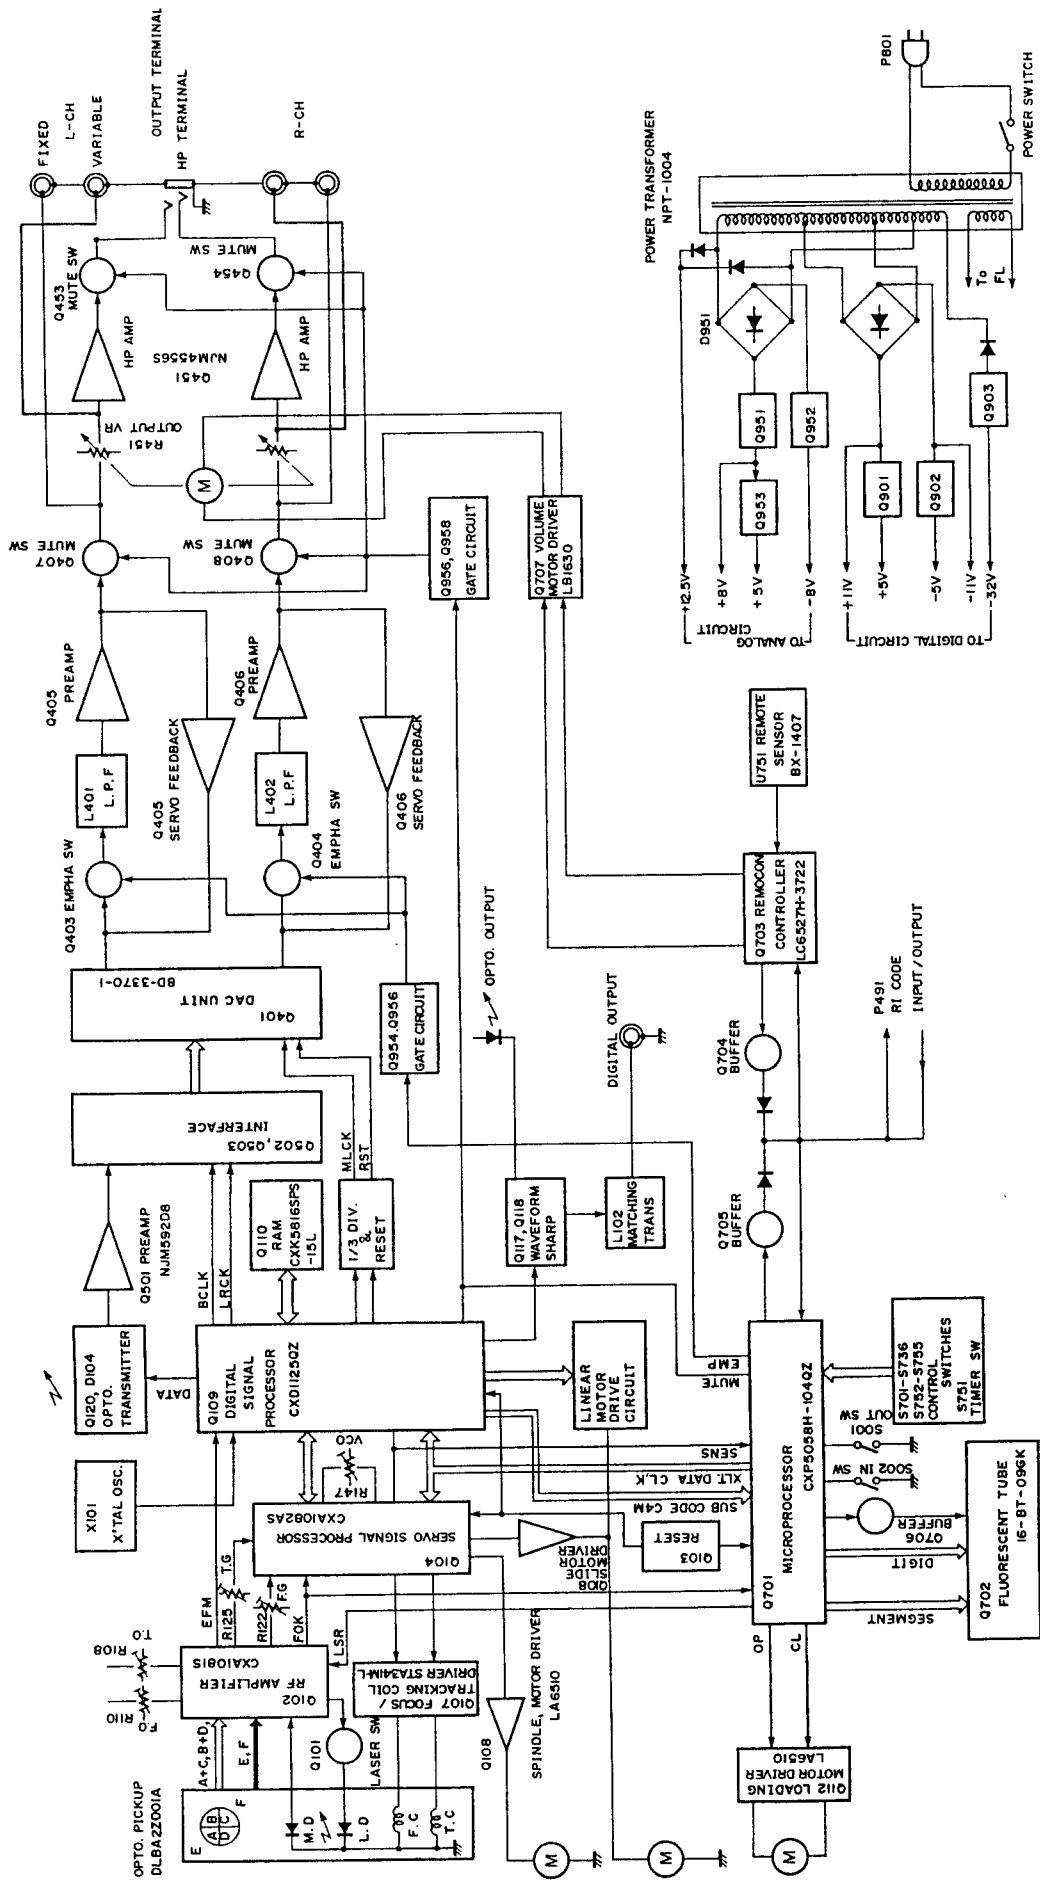 FIXED
L-CH
VARIABLE
OUTPUT TERMINAL
HP TERMINAL
R-CH
Q453
MUTE SW
MUTE SW
Q454
HP AMP
Q451
NJM4556S
HP AMP
R451
OUTPUT VR
M
Q407
MUTE SW
Q408
MUTE SW
Q956, Q958
GATE CIRCUIT
Q707 VOLUME
MOTOR DRIVER
LB1630
Q405
PREAMP
Q406
PREAMP
L401
L.P.F
L402
L.P.F
Q405
SERVO FEEDBACK
Q406
SERVO FEEDBACK
Q403 EMPHA SW
Q404
EMPHA SW
8D-3370-1
DAC UNIT
Q401
Q954,Q956
GATE CIRCUIT
OPTO. OUTPUT
DIGITAL OUTPUT
INTERFACE
Q502,Q503
MLCK
RST
Q501 PREAMP
NJM592D8
BCLK
LRCK
Q110
RAM
CXK5816SPS
-15L
1/3 DIV.
&
RESET
Q117, Q118
WAVEFORM
SHARP
L102
MATCHING
TRANS
Q120, D104
OPTO.
TRANSMITTER
DATA
Q109
DIGITAL
SIGNAL
PROCESSOR
CXD1125QZ
LINEAR
MOTOR
DRIVE
CIRCUIT
X101
X'TAL OSC.
VCO
R147
SERVO SIGNAL PROCESSOR
CXA1082AS
Q104
Q108
SLIDE
MOTOR
DRIVER
RESET
Q103
EFM
R125
T.G
R122
F.G
FOK
LSR
R108
T.O
R110
F.O
RF AMPLIFIER
CXA1081S
Q102
Q107 FOCUS /
TRACKING COIL
DRIVER STA341M-L
Q101
LASER SW
Q108
SPINDLE, MOTOR DRIVER
LA6510
OPTO. PICKUP
DLBA2Z001A
A+C, B+D,
E, F
E
A
B
D
C
F
M.D
L.D
F.C
T.C
M
M
M
Q112 LOADING
MOTOR DRIVER
LA6510
OP
CL
Q701
MICROPROCESSOR
CXP5058H-104QZ
SUB CODE C4M
XLT. DATA CL,K
SENS
MUTE
EMP
SEGMENT
DIGIT
Q706
BUFFER
S002 IN SW
S001
OUT SW
Q702
FLUORESCENT TUBE
16-BT-09GK
S701-S736
S752-S755
CONTROL
SWITCHES
S751
TIMER SW
Q705
BUFFER
Q704
BUFFER
P491
RI CODE
INPUT/OUTPUT
Q703 REMOCON
CONTROLLER
LC6527H-3722
U751 REMOTE
SENSOR
BX-1407
POWER TRANSFORMER
NPT-1004
P801
POWER SWITCH
To
FL
D951
Q951
Q952
Q953
Q901
Q902
Q903
+12.5V
+8V
+5V
-8V
+11V
+5V
-5V
-11V
-32V
TO ANALOG
CIRCUIT
TO DIGITAL CIRCUIT